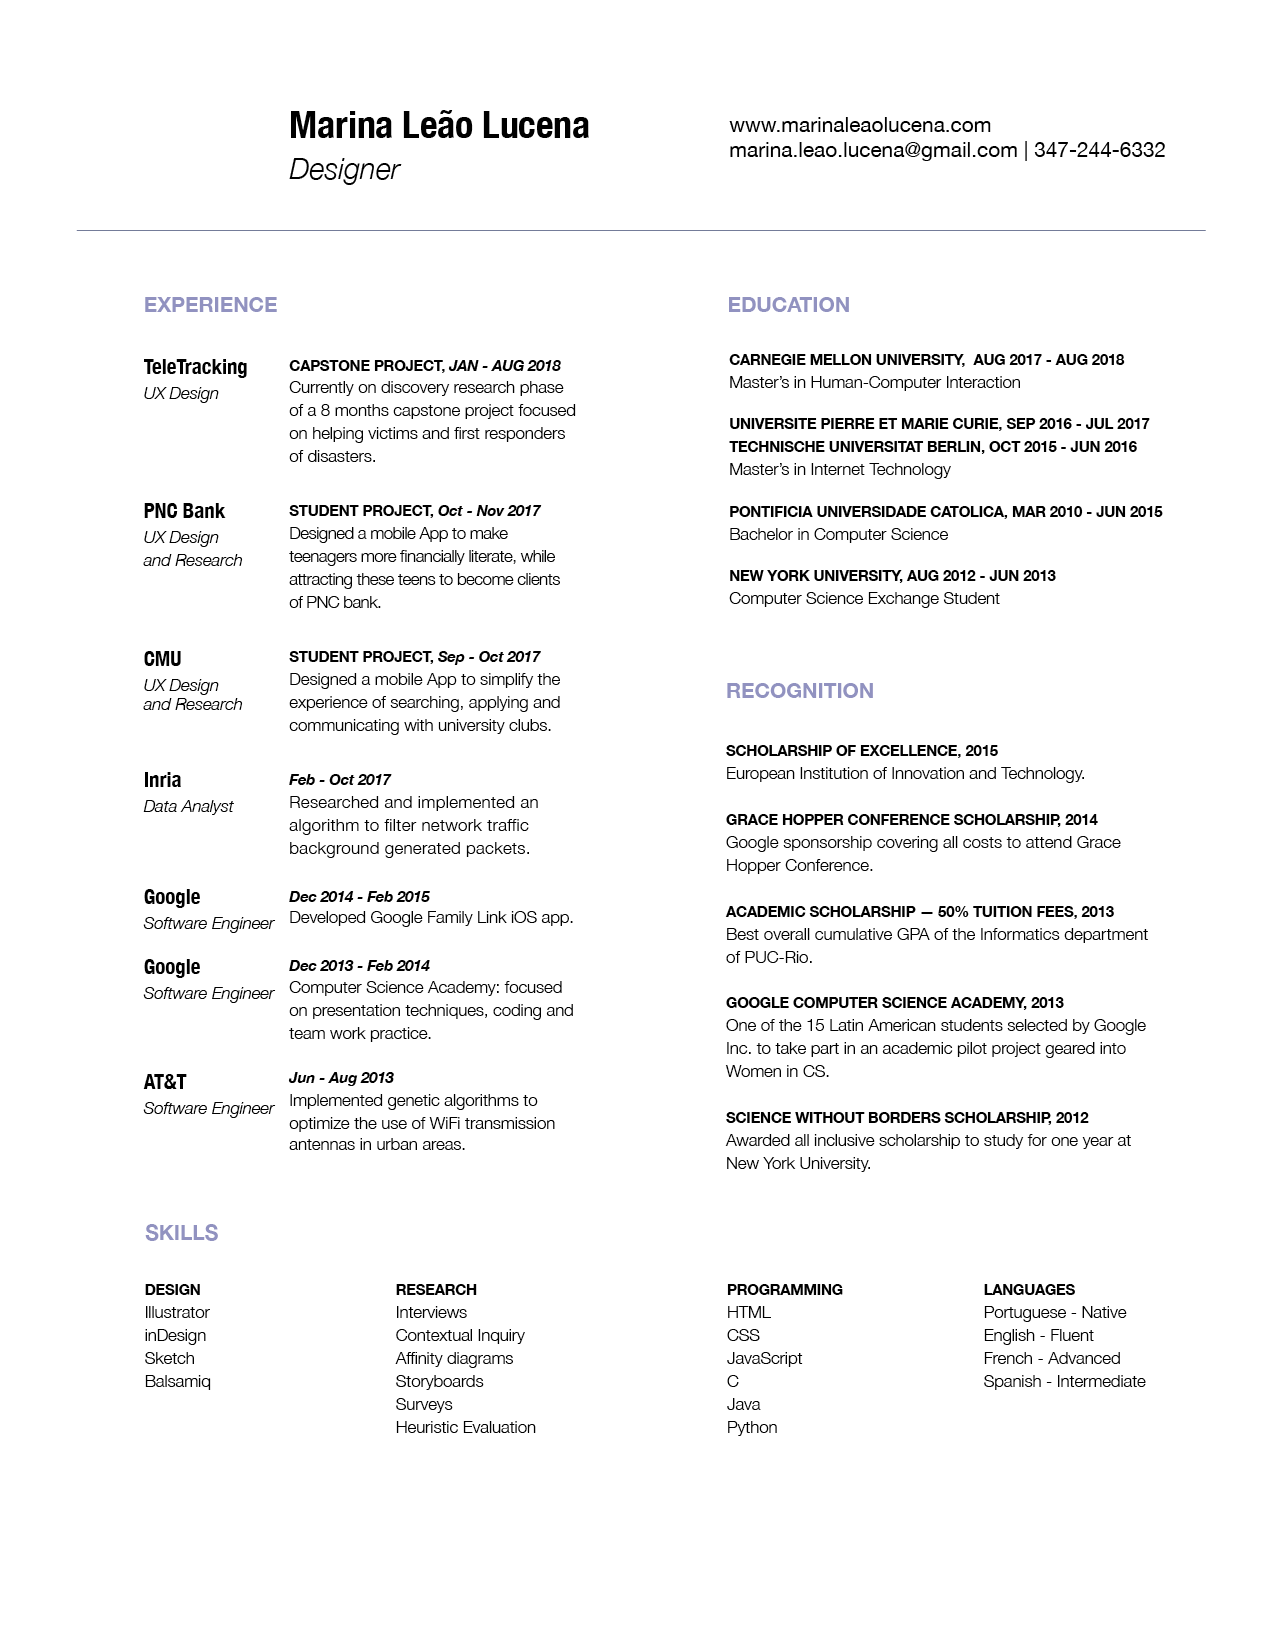 Marina Leão Lucena
Designer
www.marinaleaolucena.com
marina.leao.lucena@gmail.com | 347-244-6332
EXPERIENCE
TeleTracking
UX Design
CAPSTONE PROJECT, JAN - AUG 2018
Currently on discovery research phase
of a 8 months capstone project focused
on helping victims and first responders
of disasters.
PNC Bank
UX Design
and Research
STUDENT PROJECT, Oct - Nov 2017
Designed a mobile App to make
teenagers more financially literate, while
attracting these teens to become clients
of PNC bank.
CMU
UX Design
and Research
STUDENT PROJECT, Sep - Oct 2017
Designed a mobile App to simplify the
experience of searching, applying and
communicating with university clubs.
Inria
Data Analyst
Feb - Oct 2017
Researched and implemented an
algorithm to filter network traffic
background generated packets.
Google
Software Engineer
Dec 2014 - Feb 2015
Developed Google Family Link iOS app.
Google
Software Engineer
Dec 2013 - Feb 2014
Computer Science Academy: focused
on presentation techniques, coding and
team work practice.
AT&T
Software Engineer
Jun - Aug 2013
Implemented genetic algorithms to
optimize the use of WiFi transmission
antennas in urban areas.
EDUCATION
CARNEGIE MELLON UNIVERSITY,  AUG 2017 - AUG 2018
Master’s in Human-Computer Interaction
UNIVERSITE PIERRE ET MARIE CURIE, SEP 2016 - JUL 2017
TECHNISCHE UNIVERSITAT BERLIN, OCT 2015 - JUN 2016
Master’s in Internet Technology
PONTIFICIA UNIVERSIDADE CATOLICA, MAR 2010 - JUN 2015
Bachelor in Computer Science
NEW YORK UNIVERSITY, AUG 2012 - JUN 2013
Computer Science Exchange Student
RECOGNITION
SCHOLARSHIP OF EXCELLENCE, 2015
European Institution of Innovation and Technology.
GRACE HOPPER CONFERENCE SCHOLARSHIP, 2014
Google sponsorship covering all costs to attend Grace
Hopper Conference.
ACADEMIC SCHOLARSHIP — 50% TUITION FEES, 2013
Best overall cumulative GPA of the Informatics department
of PUC-Rio.
GOOGLE COMPUTER SCIENCE ACADEMY, 2013
One of the 15 Latin American students selected by Google
Inc. to take part in an academic pilot project geared into
Women in CS.
SCIENCE WITHOUT BORDERS SCHOLARSHIP, 2012
Awarded all inclusive scholarship to study for one year at
New York University.
SKILLS
DESIGN
Illustrator
inDesign
Sketch
Balsamiq
RESEARCH
Interviews
Contextual Inquiry
Affinity diagrams
Storyboards
Surveys
Heuristic Evaluation
PROGRAMMING
HTML
CSS
JavaScript
C
Java
Python
LANGUAGES
Portuguese - Native
English - Fluent
French - Advanced
Spanish - Intermediate